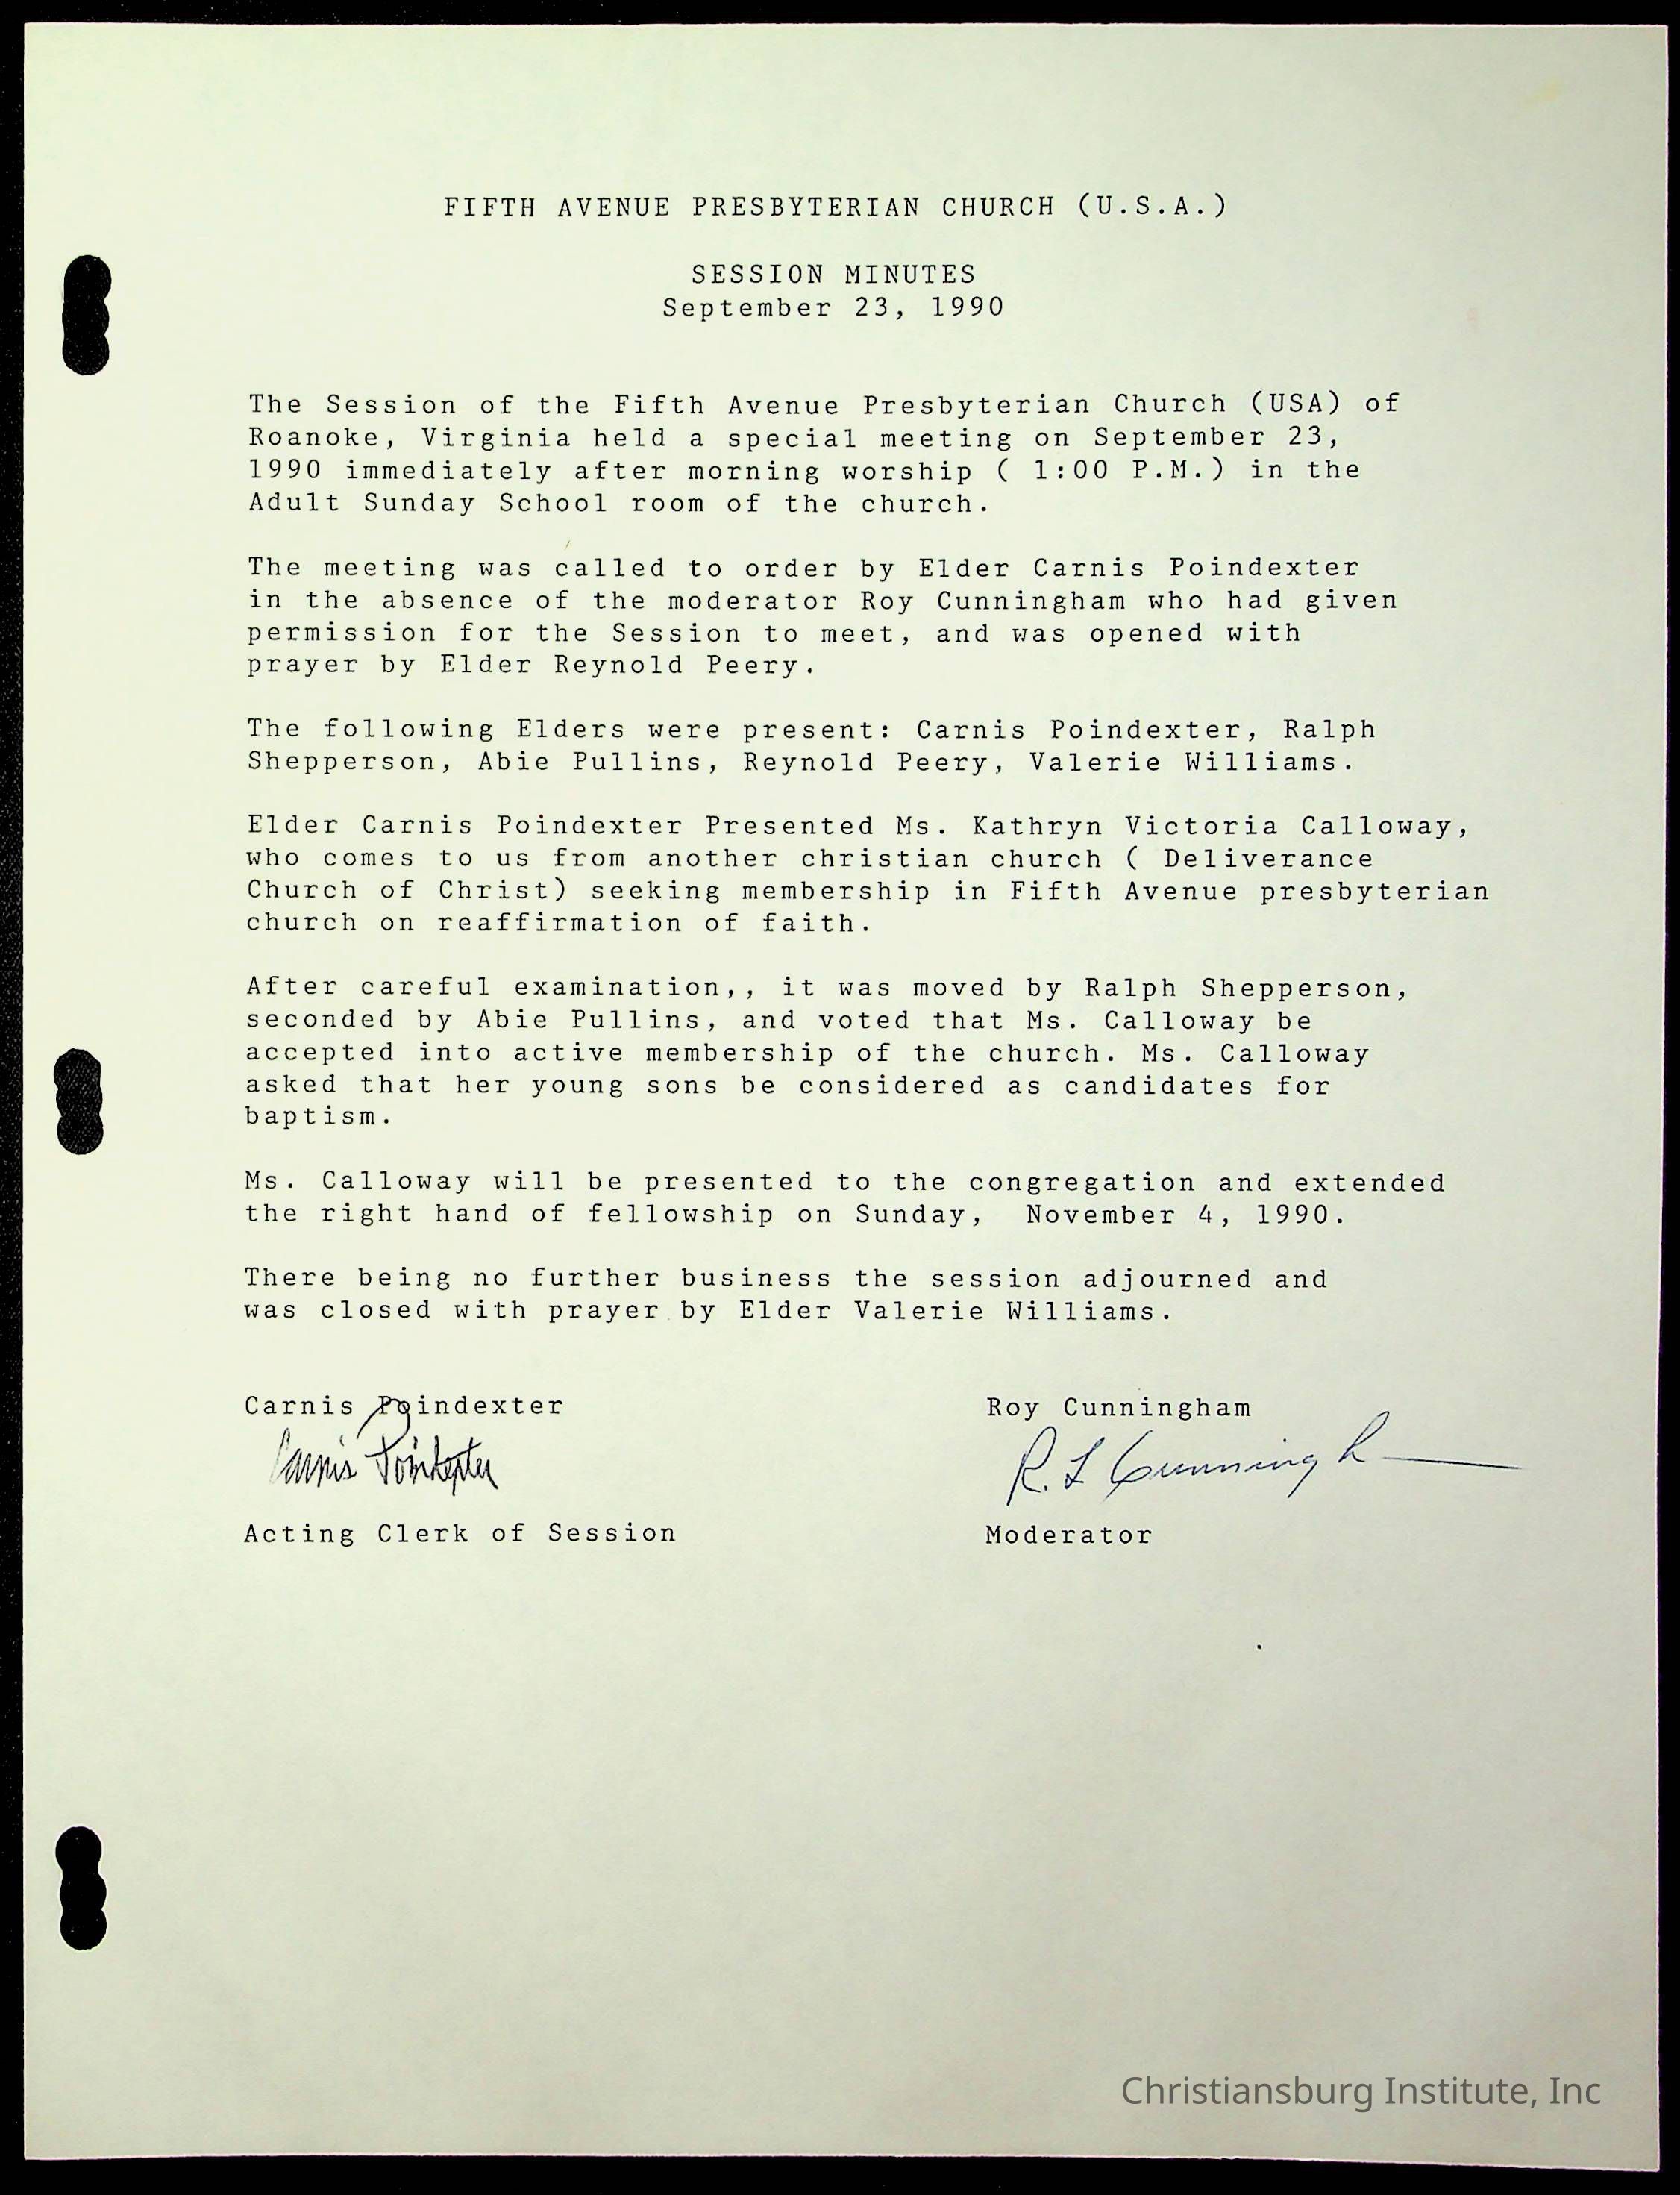 FIFTH AVENUE PRESBYTERIAN CHURCH (U.S.A.)
SESSION MINUTES
September 23, 1990
The Session of the Fifth Avenue Presbyterian Church (USA) of
Roanoke, Virginia held a special meeting on September 23,
1990 immediately after morning worship ( 1:00 P.M.) in the
Adult Sunday School room of the church.
The meeting was called to order by Elder Carnis Poindexter
in the absence of the moderator Roy Cunningham who had given
permission for the Session to meet, and was opened with
prayer by Elder Reynold Peery.
The following Elders were present: Carnis Poindexter, Ralph
Shepperson, Abie Pullins, Reynold Peery, Valerie Williams.
Elder Carnis Poindexter Presented Ms. Kathryn Victoria Calloway,
who comes to us from another christian church ( Deliverance
Church of Christ) seeking membership in Fifth Avenue presbyterian
church on reaffirmation of faith.
After careful examination,, it was moved by Ralph Shepperson,
seconded by Abie Pullins, and voted that Ms. Calloway be
accepted into active membership of the church. Ms. Calloway
asked that her young sons be considered as candidates for
baptism.
Ms. Calloway will be presented to the congregation and extended
the right hand of fellowship on Sunday,  November 4, 1990.
There being no further business the session adjourned and
was closed with prayer by Elder Valerie Williams.
Carnis Poindexter Roy Cunningham
Carnis Poindexter R. L Cunningh
Acting Clerk of Session Moderator
Christiansburg Institute, Inc